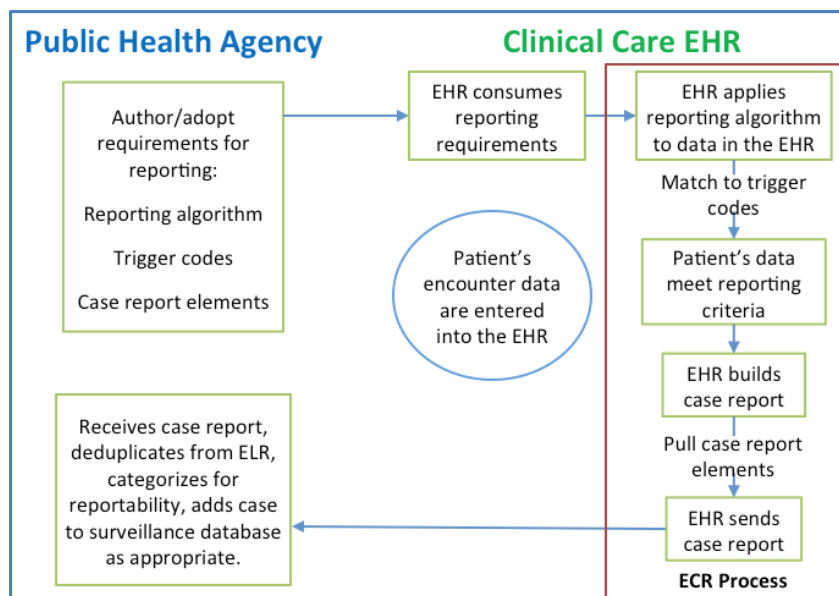 Public Health Agency
Clinical Care EHR
Author/adopt
requirements for
reporting:
Reporting algorithm
Trigger codes
Case report elements
EHR consumes
reporting
requirements
EHR applies
reporting algorithm
to data in the EHR
Match to trigger
codes
Patient's
encounter data
are entered
into the EHR
Patient's data
meet reporting
criteria
EHR builds
case report
Pull case report
elements
EHR sends
case report
ECR Process
Receives case report,
deduplicates from ELR,
categorizes for
reportability, adds case
to surveillance database
as appropriate.